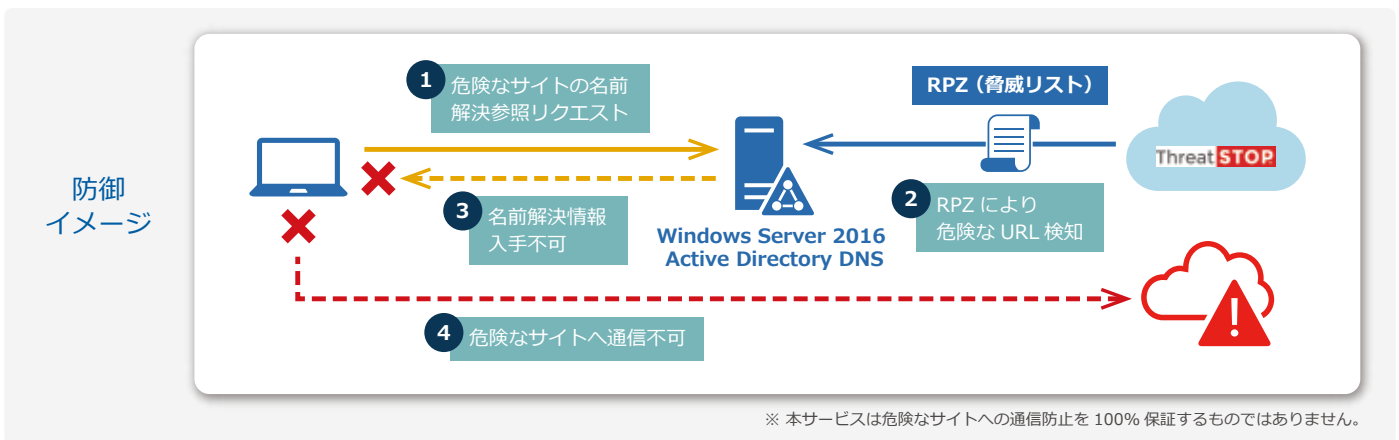 防御
イメージ
1
危険なサイトの名前
解決参照リクエスト
RPZ（脅威リスト）
ThreatSTOP
2
RPZ により
危険な URL 検知
3
名前解決情報
入手不可
Windows Server 2016
Active Directory DNS
4
危険なサイトへ通信不可
※ 本サービスは危険なサイトへの通信防止を 100% 保証するものではありません。